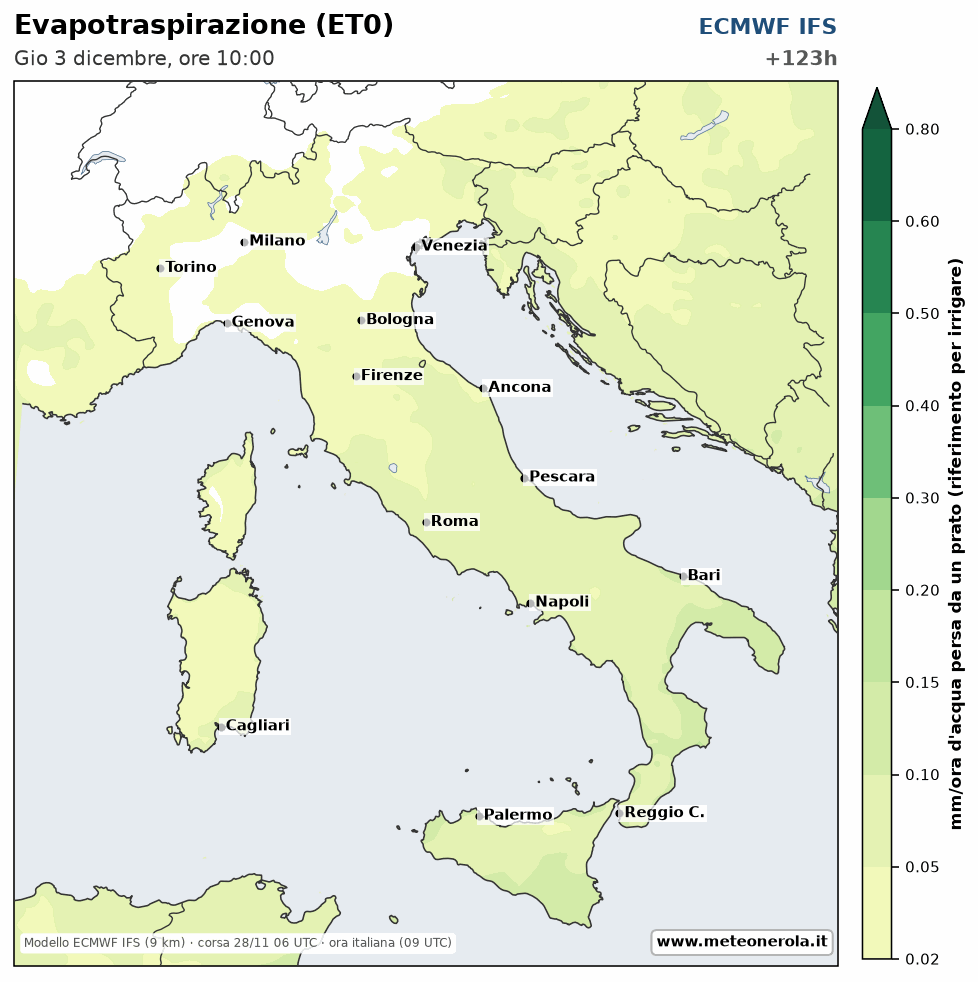 Evapotraspirazione (ET0)
ECMWF IFS
Gio 3 dicembre, ore 10:00
+123h
Milano
Venezia
Torino
Genova
Bologna
Firenze
Ancona
Pescara
Roma
Bari
Napoli
Cagliari
Palermo
Reggio C.
Modello ECMWF IFS (9 km) · corsa 28/11 06 UTC · ora italiana (09 UTC)
www.meteonerola.it
0.80
0.60
0.50
0.40
0.30
0.20
0.15
0.10
0.05
0.02
mm/ora d'acqua persa da un prato (riferimento per irrigare)